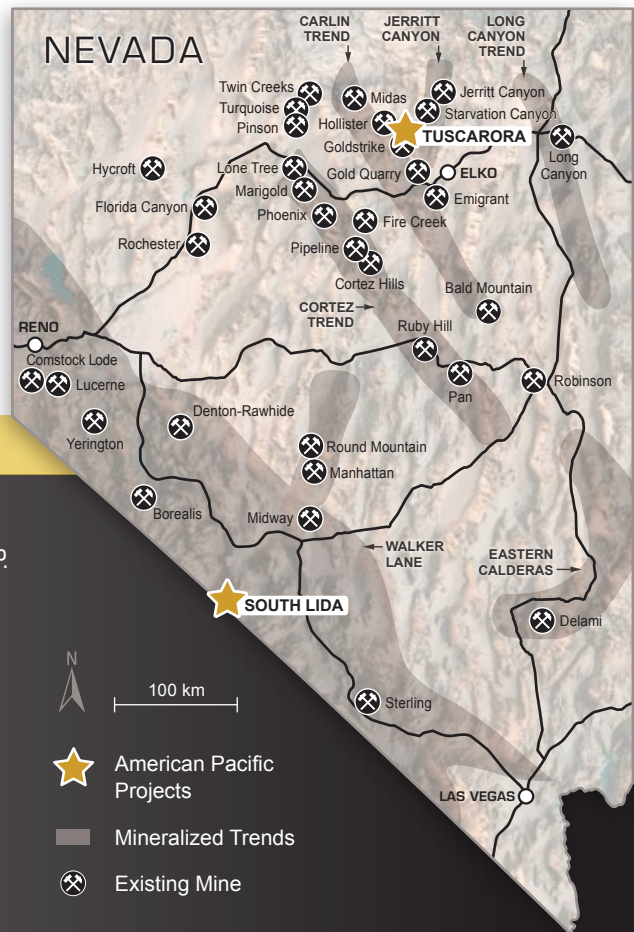 NEVADA
CARLIN
TREND
JERRITT
CANYON
LONG
CANYON
TREND
Twin Creeks
Turquoise
Pinson
Midas
Jerritt Canyon
Starvation Canyon
Hollister
TUSCARORA
Goldstrike
Long
Canyon
Hycroft
Lone Tree
Gold Quarry
ELKO
Marigold
Emigrant
Florida Canyon
Phoenix
Fire Creek
Rochester
Pipeline
Cortez Hills
Bald Mountain
CORTEZ
TREND
RENO
Ruby Hill
Comstock Lode
Lucerne
Pan
Robinson
Yerington
Denton-Rawhide
Round Mountain
Manhattan
Borealis
Midway
WALKER
LANE
EASTERN
CALDERAS
SOUTH LIDA
Delami
N
100 km
Sterling
American Pacific
Projects
LAS VEGAS
Mineralized Trends
Existing Mine